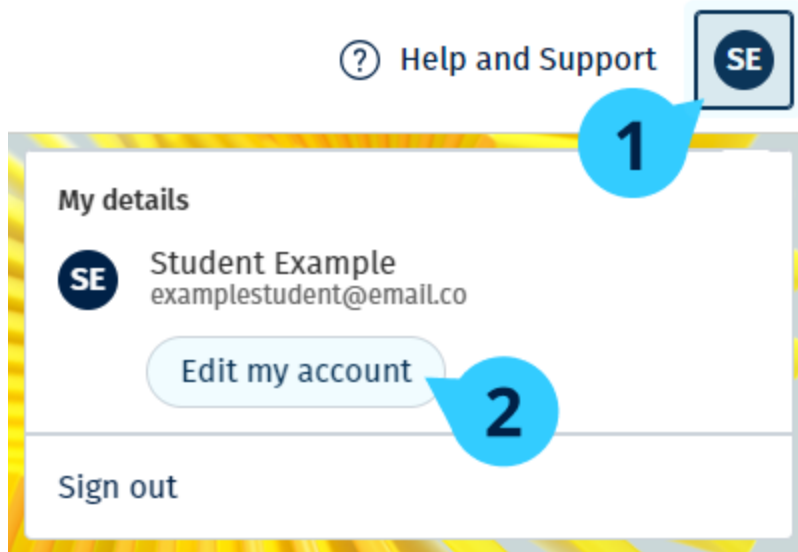 ? Help and Support SE
1
My details
SE Student Example
examplestudent@email.co
Edit my account 2
Sign out